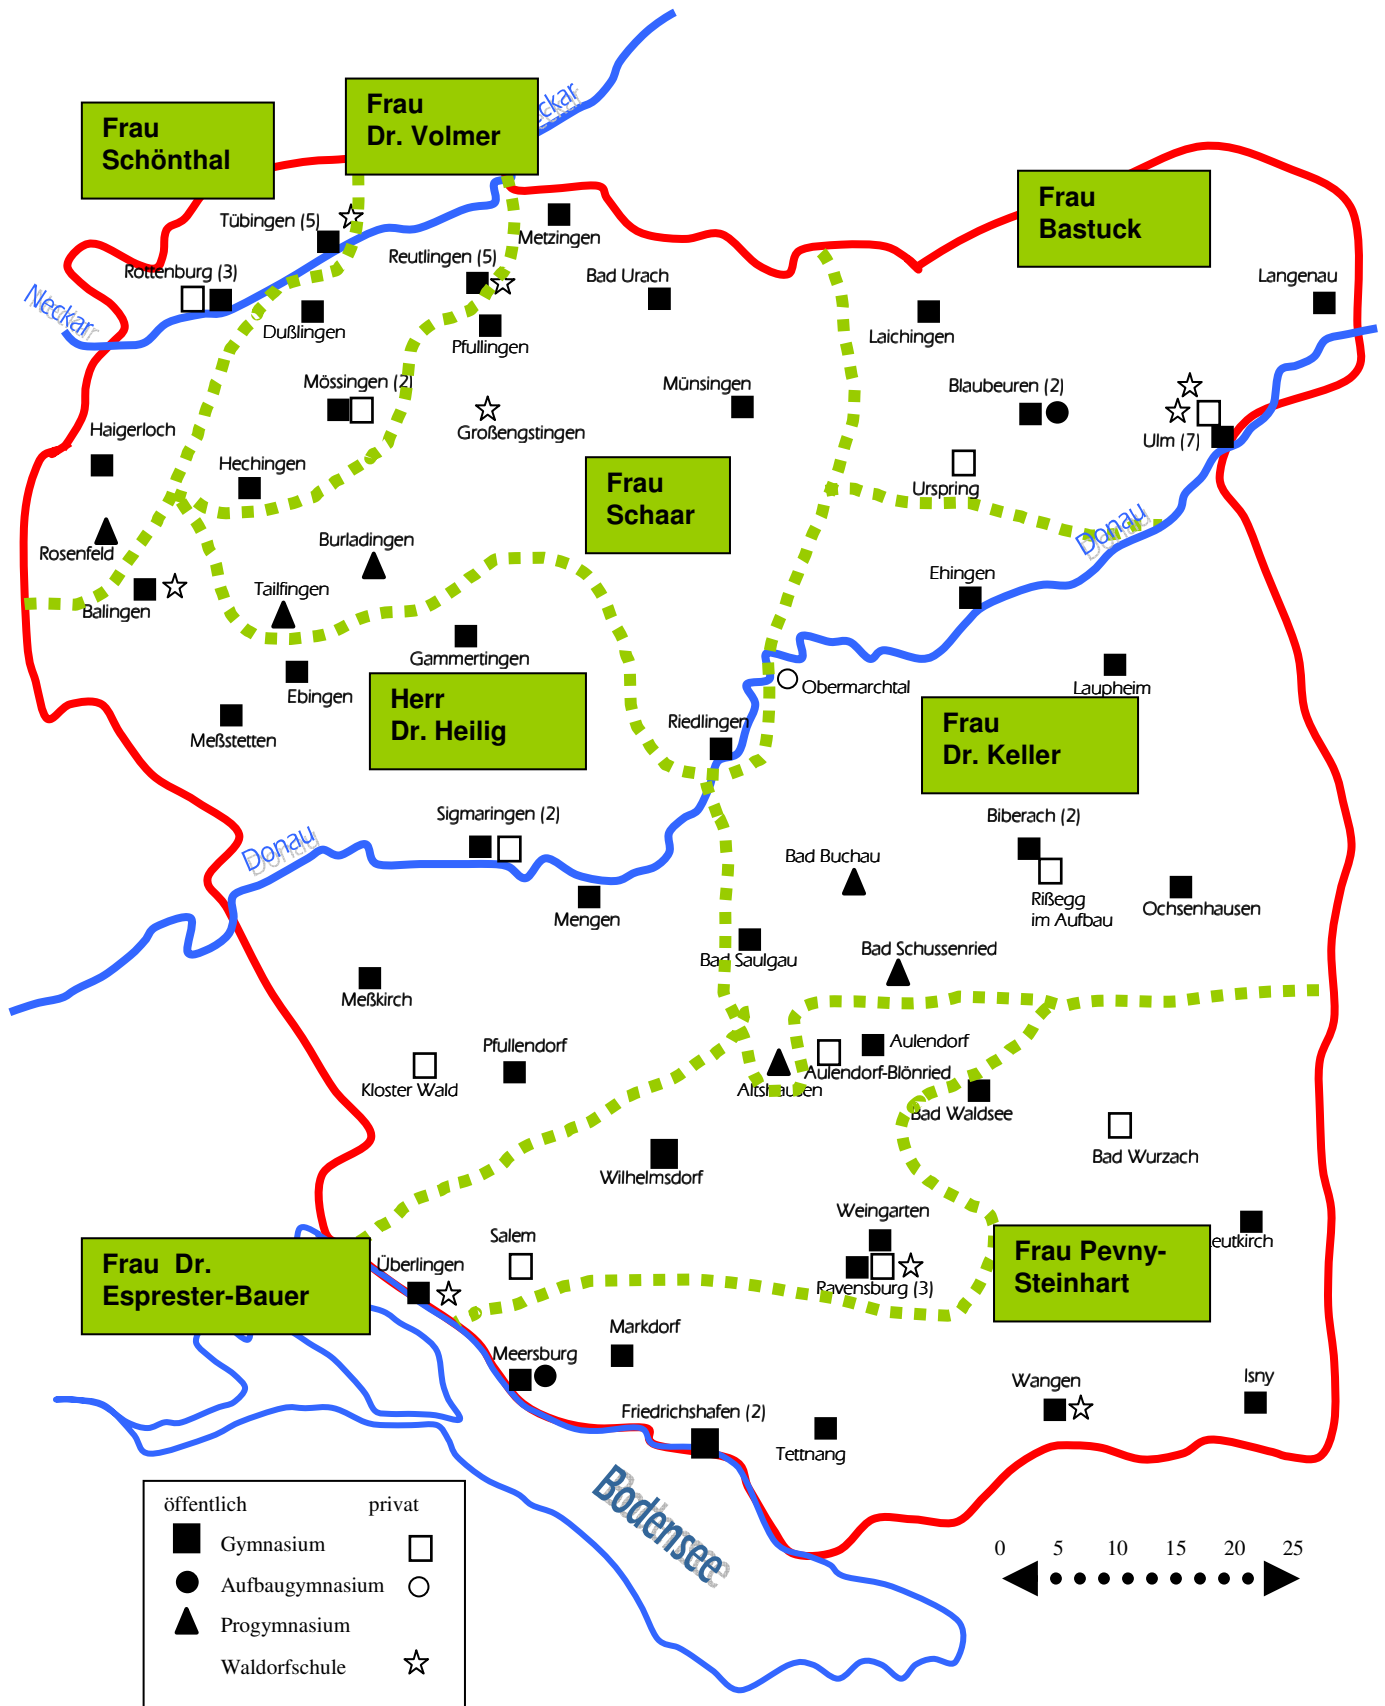 Frau
Dr. Volmer
Neckar
Frau
Schönthal
Frau
Bastuck
Tübingen (5)
Metzingen
Reutlingen (5)
Rottenburg (3)
Bad Urach
Langenau
Neckar
Dußlingen
Pfullingen
Laichingen
Mössingen (2)
Münsingen
Blaubeuren (2)
Haigerloch
Großengstingen
Ulm (7)
Hechingen
Frau
Schaar
Urspring
Donau
Rosenfeld
Burladingen
Tailfingen
Ehingen
Balingen
Gammertingen
Ebingen
Obermarchtal
Laupheim
Herr
Dr. Heilig
Meßstetten
Riedlingen
Frau
Dr. Keller
Sigmaringen (2)
Biberach (2)
Donau
Bad Buchau
Mengen
Rißegg
im Aufbau
Ochsenhausen
Bad Saulgau
Bad Schussenried
Meßkirch
Pfullendorf
Aulendorf
Kloster Wald
Altshausen
Aulendorf-Blönried
Bad Waldsee
Bad Wurzach
Wilhelmsdorf
Weingarten
Salem
eutkirch
Frau Dr.
Esprester-Bauer
Überlingen
Ravensburg (3)
Frau Pevny-
Steinhart
Markdorf
Meersburg
Wangen
Isny
Friedrichshafen (2)
Tettnang
Bodensee
öffentlich privat
Gymnasium
Aufbaugymnasium
Progymnasium
Waldorfschule
0 5 10 15 20 25